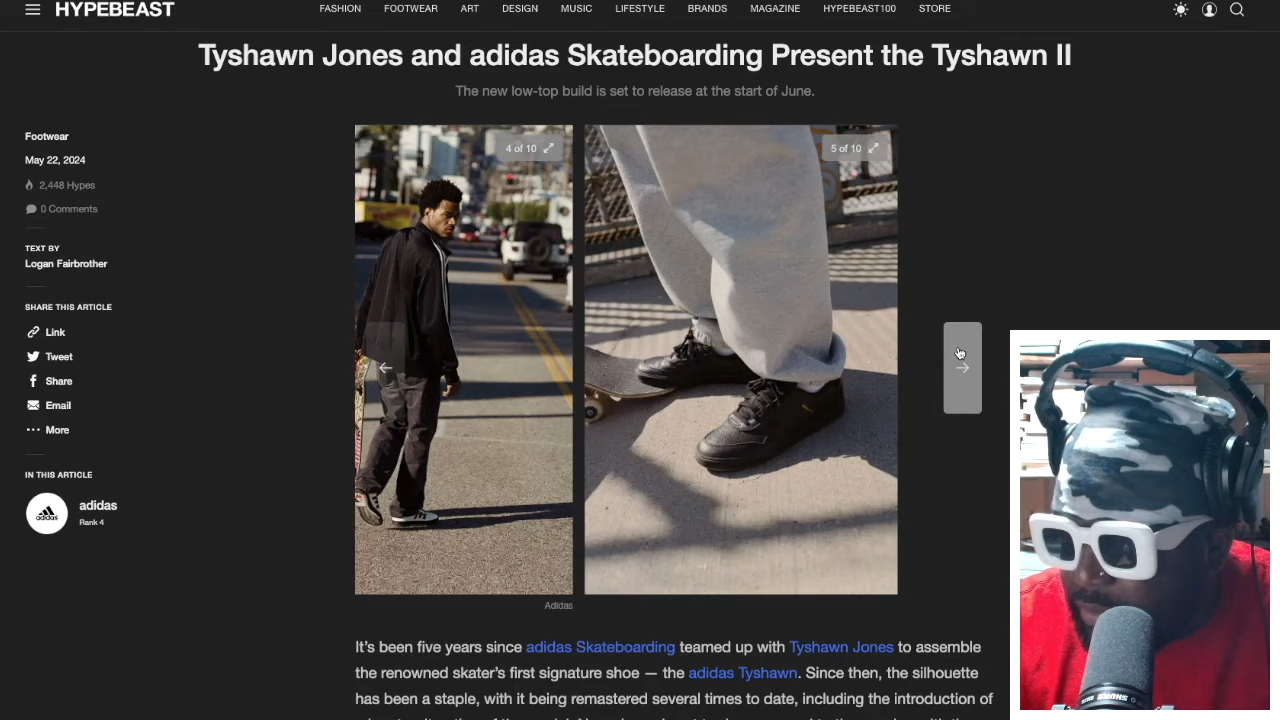 HYPEBEAST
FASHION FOOTWEAR ART DESIGN MUSIC LIFESTYLE BRANDS MAGAZINE HYPEBEAST100 STORE
Tyshawn Jones and adidas Skateboarding Present the Tyshawn II
The new low-top build is set to release at the start of June.
Footwear
May 22, 2024
2,448 Hypes
0 Comments
TEXT BY
Logan Fairbrother
SHARE THIS ARTICLE
Link
Tweet
Share
Email
More
IN THIS ARTICLE
adidas
adidas
Rank 4
4 of 10
5 of 10
Adidas
It's been five years since adidas Skateboarding teamed up with Tyshawn Jones to assemble
the renowned skater's first signature shoe — the adidas Tyshawn. Since then, the silhouette
has been a staple, with it being remastered several times to date, including the introduction of
SHURE